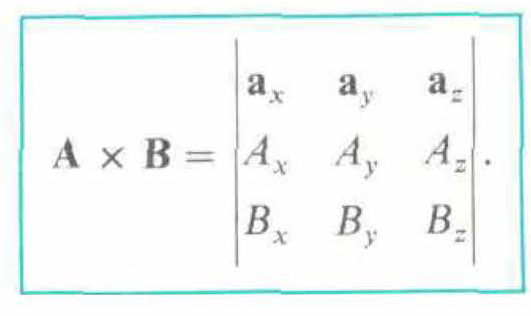 a_x a_y a_z
A × B = A_x A_y A_z .
B_x B_y B_z